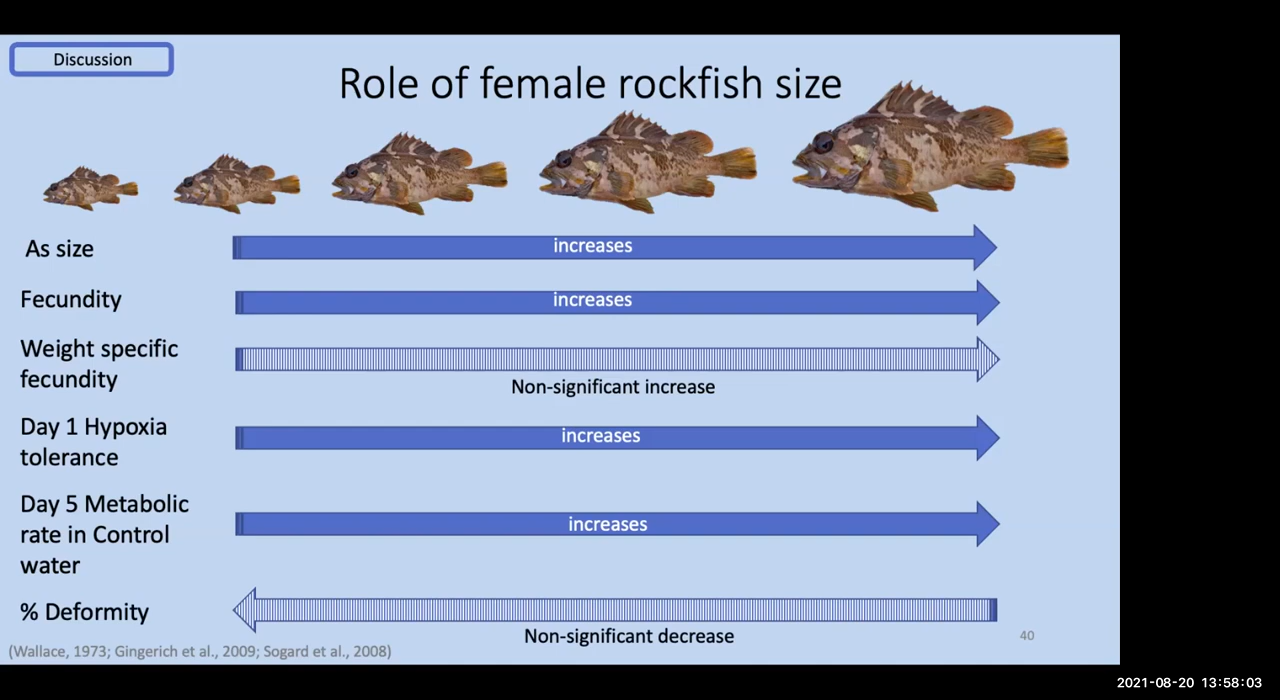 Discussion
Role of female rockfish size
As size
increases
Fecundity
increases
Weight specific
fecundity
Non-significant increase
Day 1 Hypoxia
tolerance
increases
Day 5 Metabolic
rate in Control
water
increases
% Deformity
Non-significant decrease
40
(Wallace, 1973; Gingerich et al., 2009; Sogard et al., 2008)
2021-08-20 13:58:03